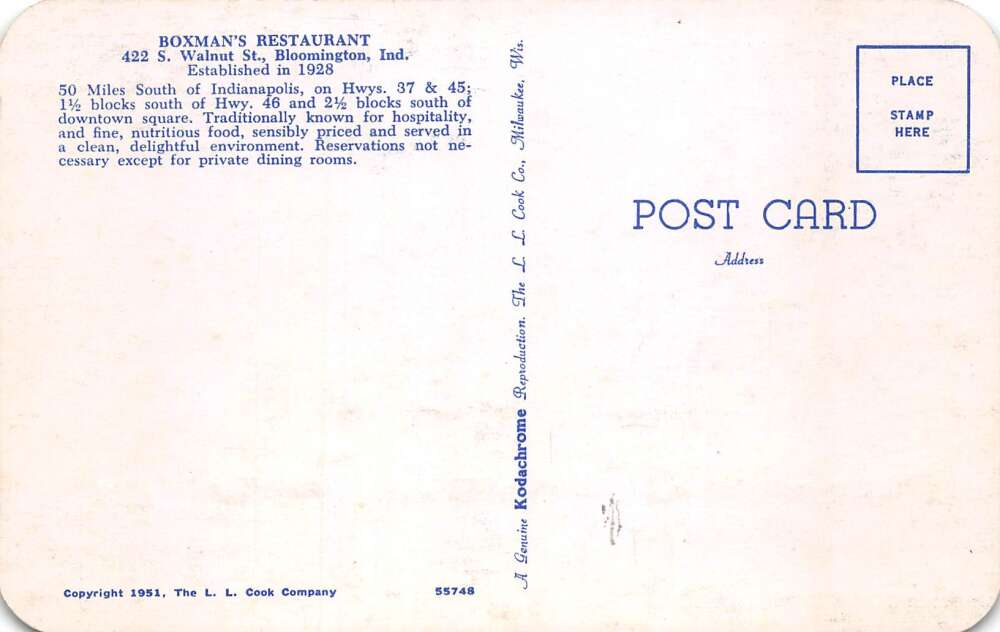 BOXMAN'S RESTAURANT
422 S. Walnut St., Bloomington, Ind.
Established in 1928
50 Miles South of Indianapolis, on Hwys. 37 & 45;
1½ blocks south of Hwy. 46 and 2½ blocks south of
downtown square. Traditionally known for hospitality,
and fine, nutritious food, sensibly priced and served in
a clean, delightful environment. Reservations not ne-
cessary except for private dining rooms.
Copyright 1951, The L. L. Cook Company
55748
A Genuine Kodachrome Reproduction. The L. L. Cook Co., Milwaukee, Wis.
PLACE
STAMP
HERE
POST CARD
Address